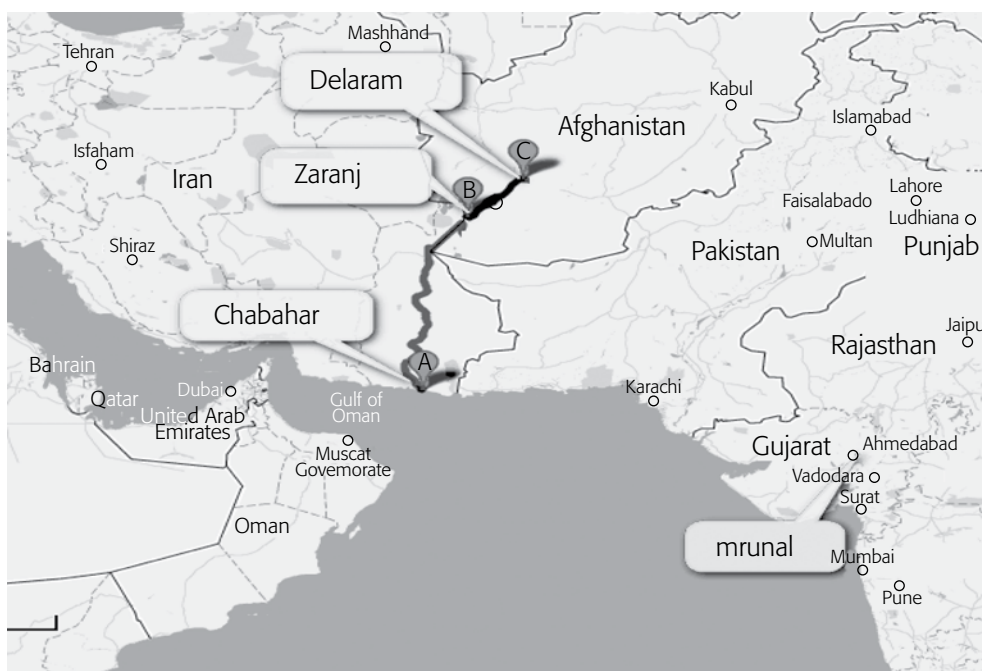 Mashhand
Tehran
Delaram
Kabul
Islamabad
Afghanistan
C
Isfaham
Iran
Zaranj
B
Lahore
Faisalabado
Ludhiana
Shiraz
Multan
Pakistan
Punjab
Chabahar
Jaipu
Rajasthan
A
Bahrain
Dubai
Karachi
Qatar
Gulf of
Oman
United Arab
Emirates
Muscat
Govemorate
Gujarat
Ahmedabad
Vadodara
Surat
Oman
mrunal
Mumbai
Pune